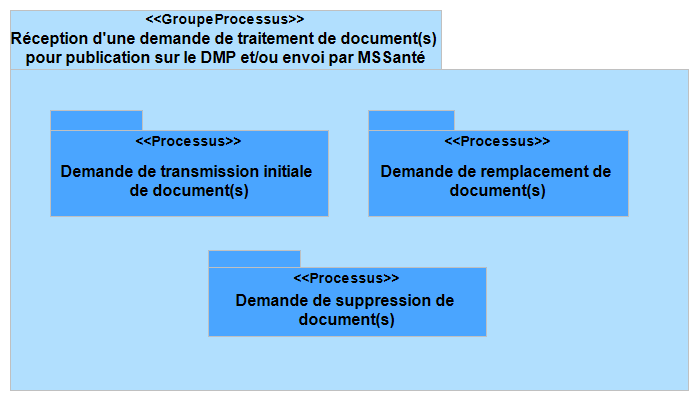 <<GroupeProcessus>>
Réception d'une demande de traitement de document(s)
pour publication sur le DMP et/ou envoi par MSSanté
<<Processus>>
Demande de transmission initiale
de document(s)
<<Processus>>
Demande de remplacement de
document(s)
<<Processus>>
Demande de suppression de
document(s)